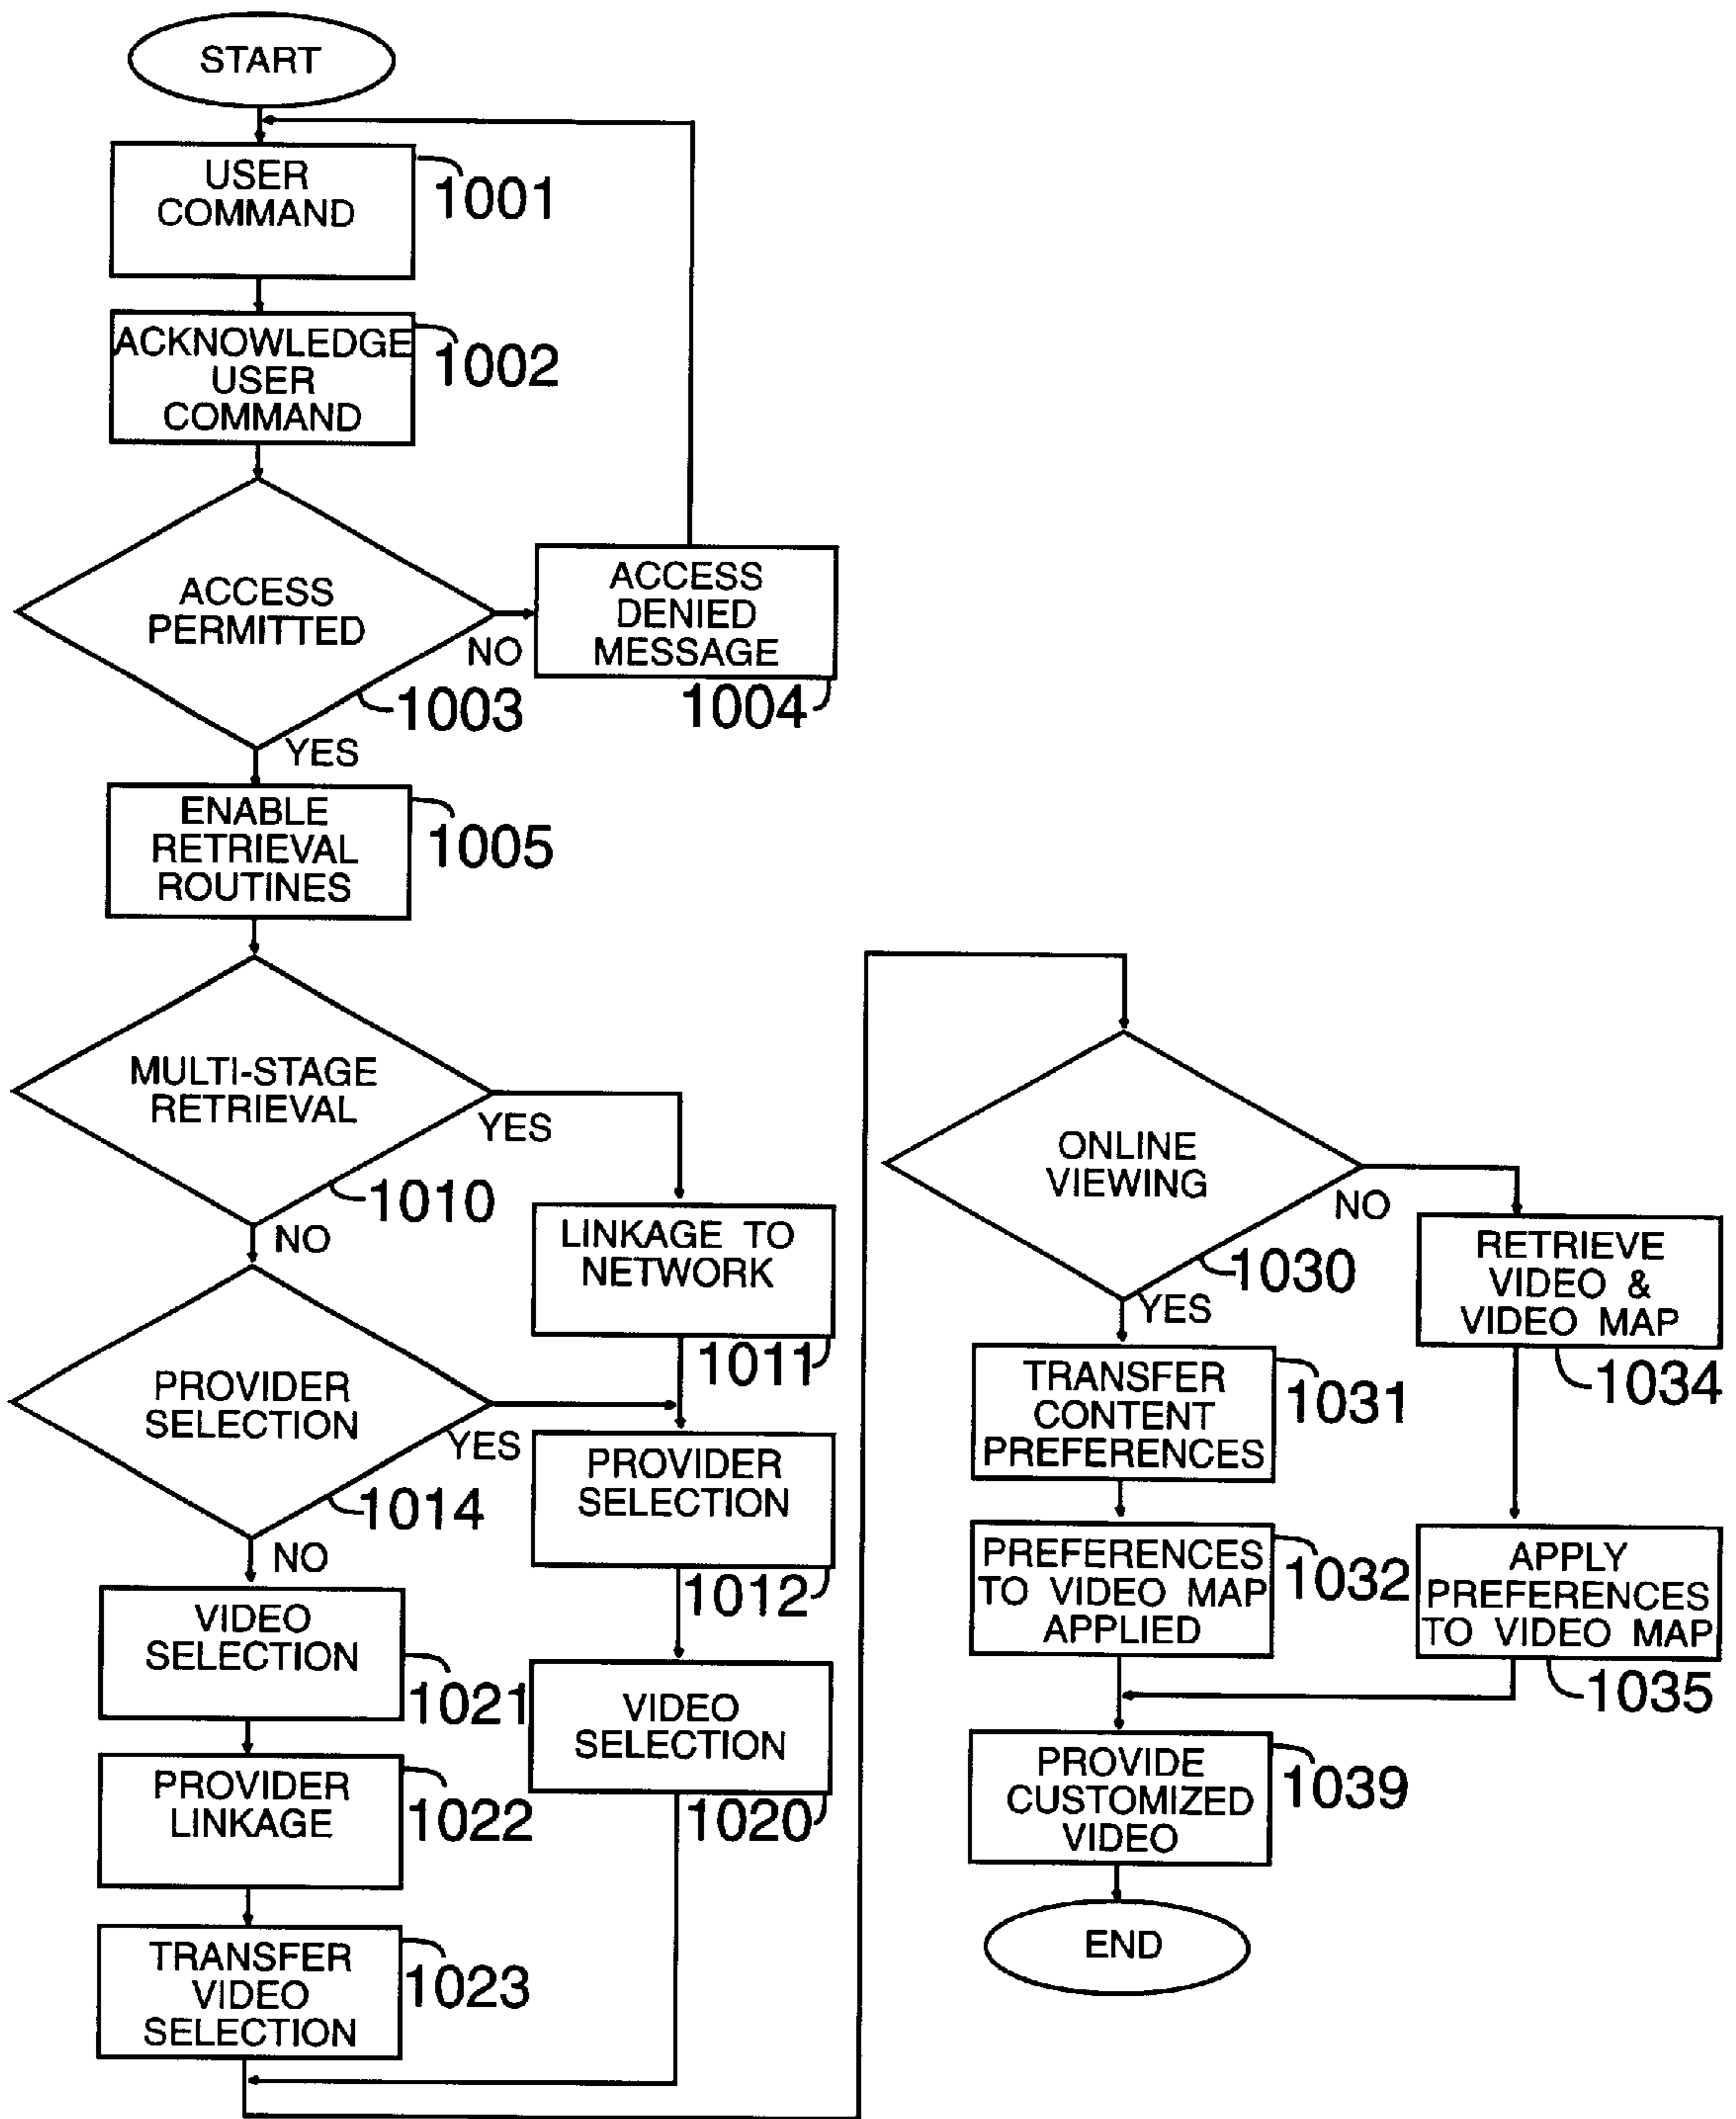 START
USER
COMMAND
1001
ACKNOWLEDGE
USER
COMMAND
1002
ACCESS
PERMITTED
NO
1003
YES
ACCESS
DENIED
MESSAGE
1004
ENABLE
RETRIEVAL
ROUTINES
1005
MULTI-STAGE
RETRIEVAL
YES
1010
NO
LINKAGE TO
NETWORK
1011
PROVIDER
SELECTION
YES
1014
NO
PROVIDER
SELECTION
1012
VIDEO
SELECTION
1021
VIDEO
SELECTION
1020
PROVIDER
LINKAGE
1022
TRANSFER
VIDEO
SELECTION
1023
ONLINE
VIEWING
NO
1030
YES
RETRIEVE
VIDEO &
VIDEO MAP
1034
TRANSFER
CONTENT
PREFERENCES
1031
PREFERENCES
TO VIDEO MAP
APPLIED
1032
APPLY
PREFERENCES
TO VIDEO MAP
1035
PROVIDE
CUSTOMIZED
VIDEO
1039
END